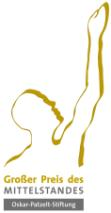 Großer Preis des
MITTELSTANDES
Oskar-Patzelt-Stiftung